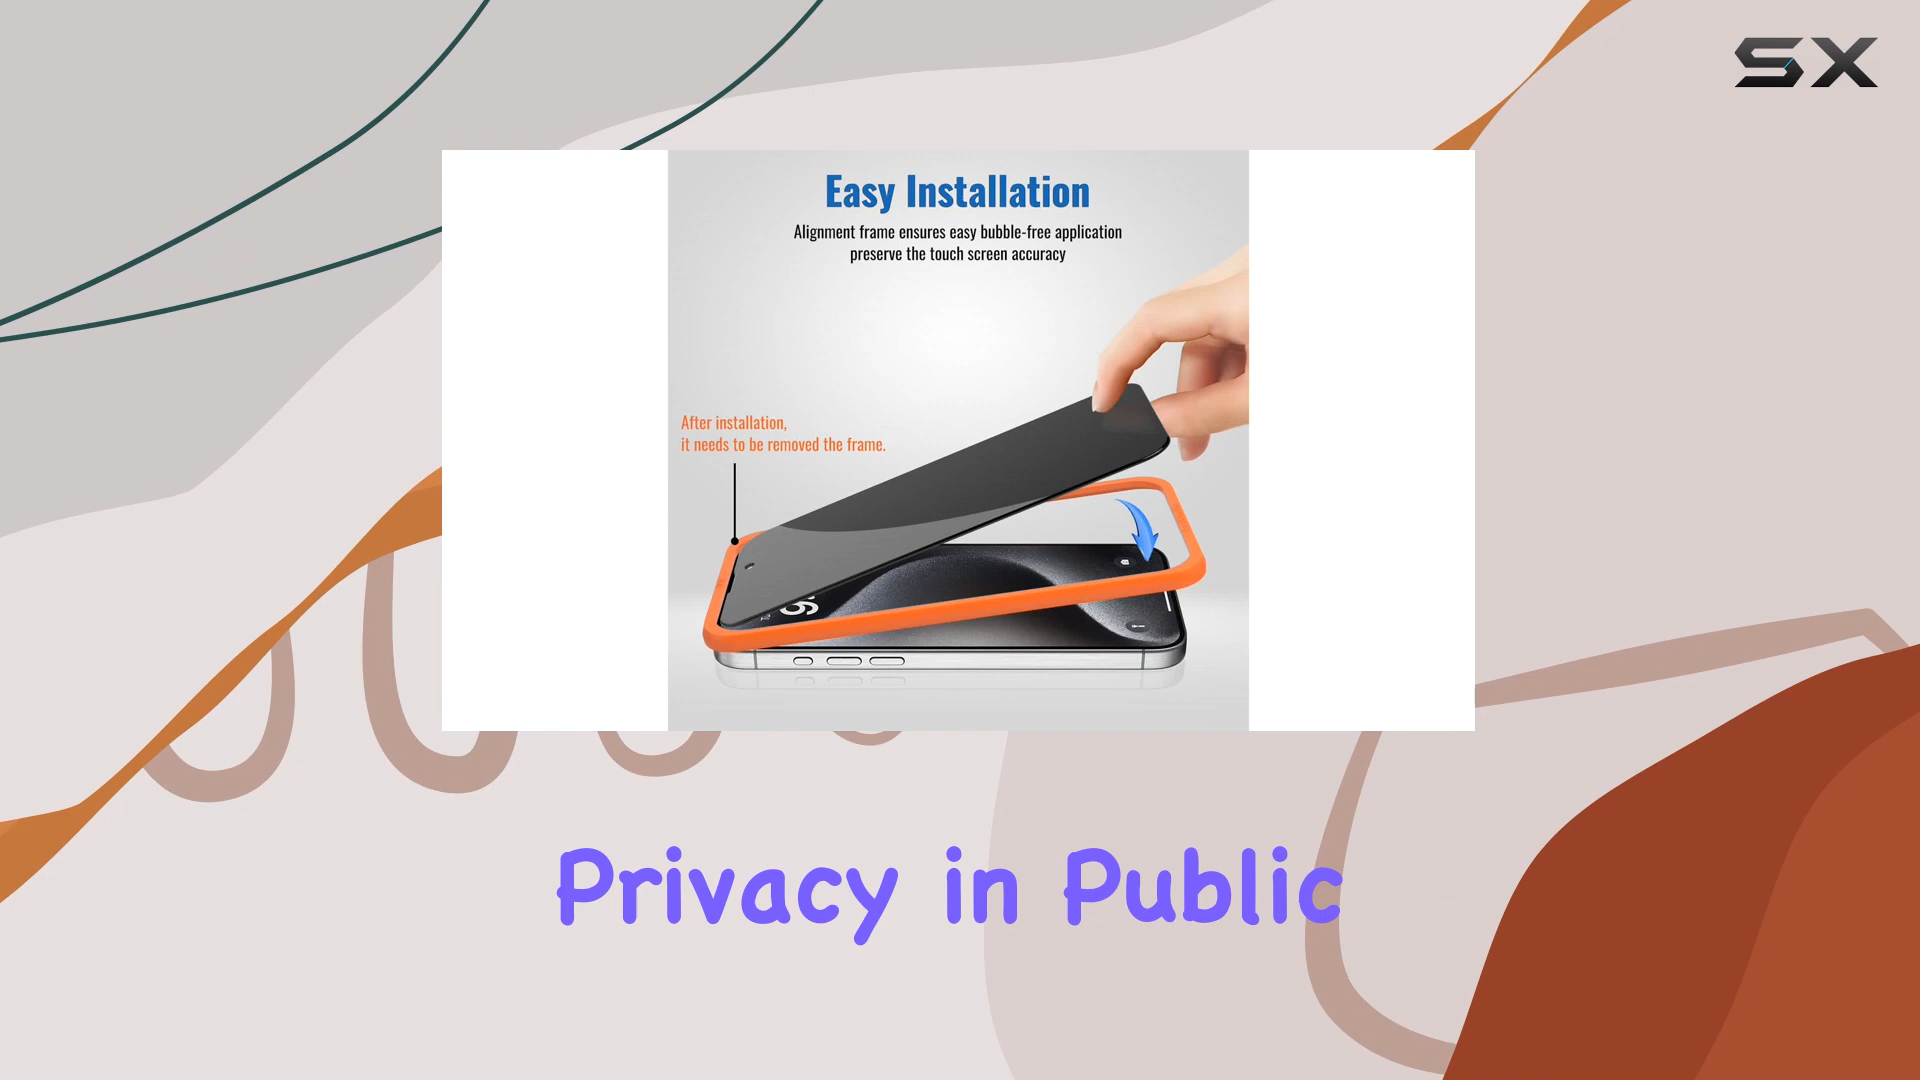 SX
Easy Installation
Alignment frame ensures easy bubble-free application
preserve the touch screen accuracy
After installation,
it needs to be removed the frame.
Privacy in Public